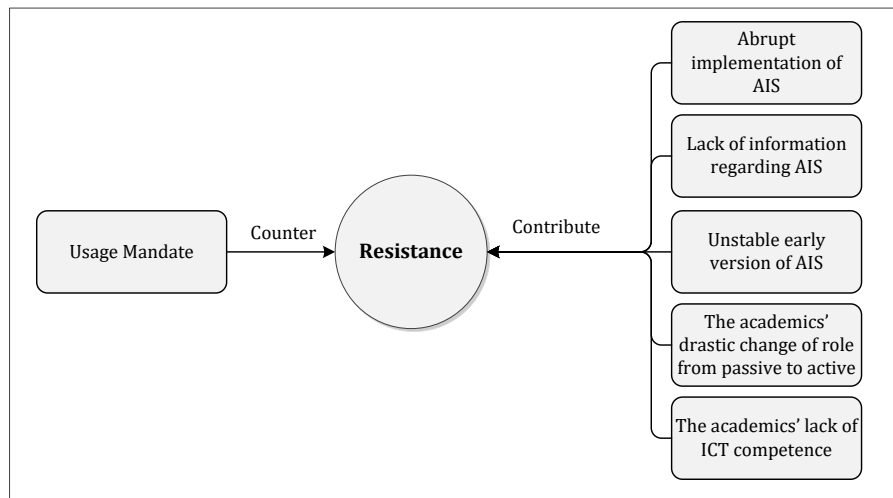 Usage Mandate
Counter
Resistance
Contribute
Abrupt
implementation of
AIS
Lack of information
regarding AIS
Unstable early
version of AIS
The academics’
drastic change of role
from passive to active
The academics’ lack of
ICT competence